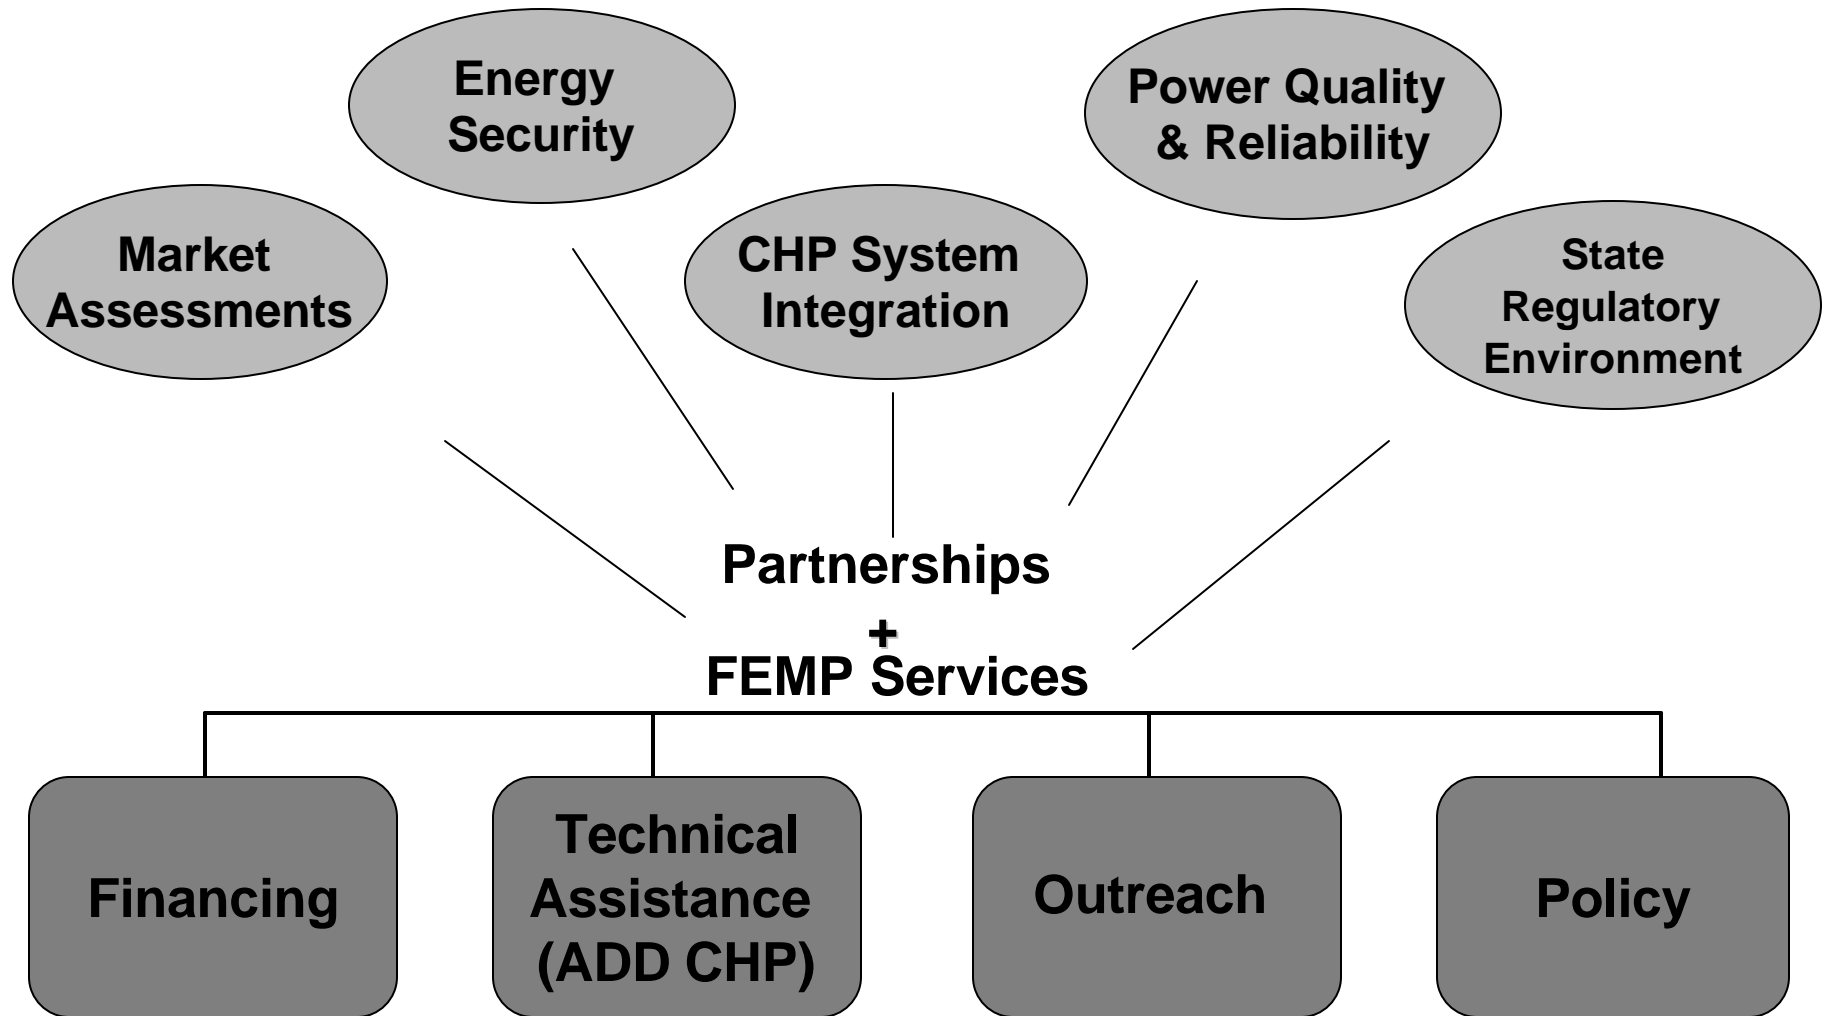 Energy
Security
Power Quality
& Reliability
Market
Assessments
CHP System
Integration
State
Regulatory
Environment
Partnerships
+
FEMP Services
Financing
Technical
Assistance
(ADD CHP)
Outreach
Policy